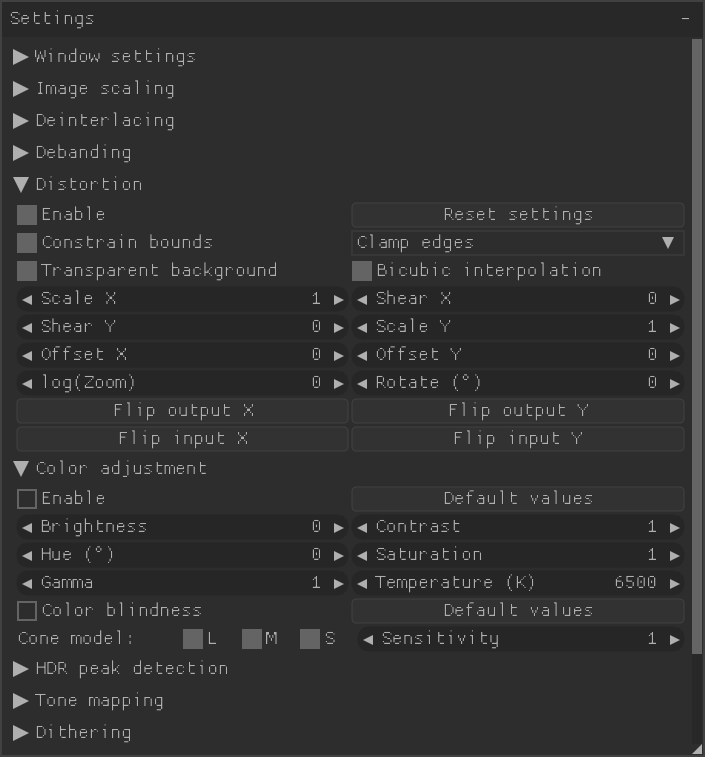 Settings -
Window settings
Image scaling
Deinterlacing
Debanding
Distortion
Enable Reset settings
Constrain bounds Clamp edges
Transparent background Bicubic interpolation
Scale X 1 Shear X 0
Shear Y 0 Scale Y 1
Offset X 0 Offset Y 0
log(Zoom) 0 Rotate (°) 0
Flip output X Flip output Y
Flip input X Flip input Y
Color adjustment
Enable Default values
Brightness 0 Contrast 1
Hue (°) 0 Saturation 1
Gamma 1 Temperature (K) 6500
Color blindness Default values
Cone model: L M S Sensitivity 1
HDR peak detection
Tone mapping
Dithering